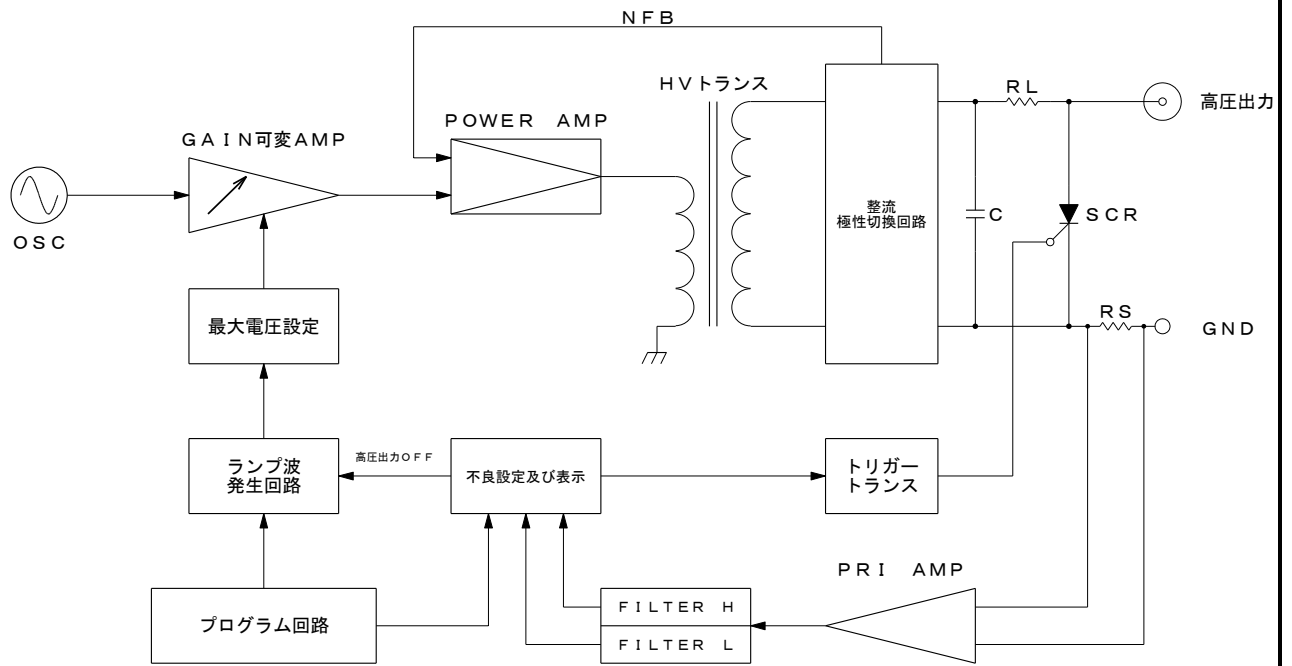 NFB
HVトランス
RL
高圧出力
POWER AMP
GAIN可変AMP
整流
極性切換回路
C
SCR
OSC
RS
GND
最大電圧設定
ランプ波
発生回路
高圧出力OFF
不良設定及び表示
トリガー
トランス
PRI AMP
FILTER H
プログラム回路
FILTER L